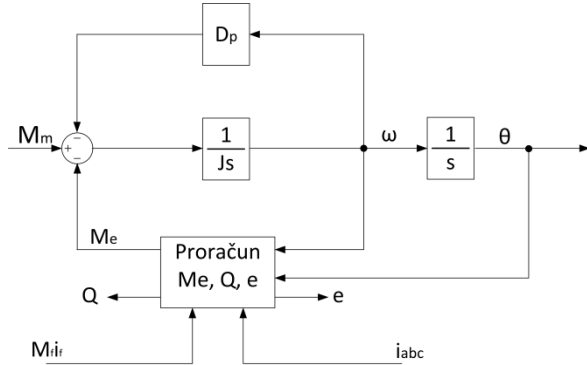 Dp
Mm
+
−
−
1
Js
ω
1
s
θ
Me
Proračun
Me, Q, e
Q
e
Mfif
iabc